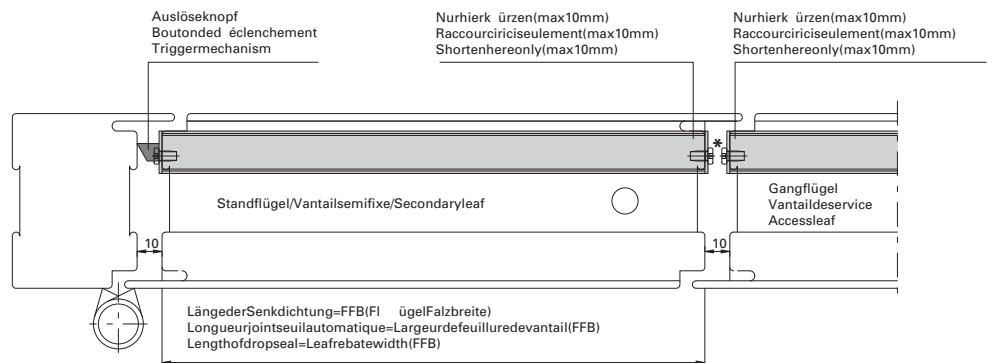 Auslöseknopf
Boutonded éclenchement
Triggermechanism
Nurhierk ürzen(max10mm)
Raccourciriciseulement(max10mm)
Shortenhereonly(max10mm)
Nurhierk ürzen(max10mm)
Raccourciriciseulement(max10mm)
Shortenhereonly(max10mm)
*
Standflügel/Vantailsemifixe/Secondaryleaf
Gangflügel
Vantaildeservice
Accessleaf
10
10
LängederSenkdichtung=FFB(Fl ügelFalzbreite)
Longueurjointseuilautomatique=Largeurdefeuilluredevantail(FFB)
Lengthofdropseal=Leafrebatewidth(FFB)